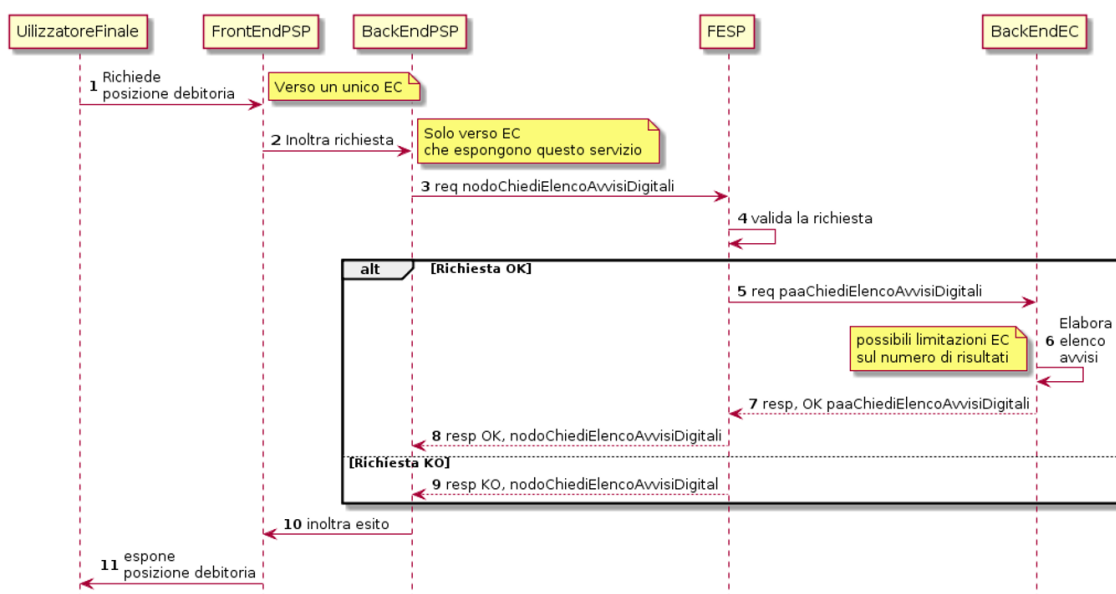 UilizzatoreFinale
FrontEndPSP
BackEndPSP
FESP
BackEndEC
1 Richiede
posizione debitoria
Verso un unico EC
2 Inoltra richiesta
Solo verso EC
che espongono questo servizio
3 req nodoChiediElencoAvvisiDigitali
4 valida la richiesta
alt
[Richiesta OK]
5 req paaChiediElencoAvvisiDigitali
possibili limitazioni EC
sul numero di risultati
Elabora
6 elenco
avvisi
7 resp, OK paaChiediElencoAvvisiDigitali
8 resp OK, nodoChiediElencoAvvisiDigitali
[Richiesta KO]
9 resp KO, nodoChiediElencoAvvisiDigital
10 inoltra esito
11 espone
posizione debitoria